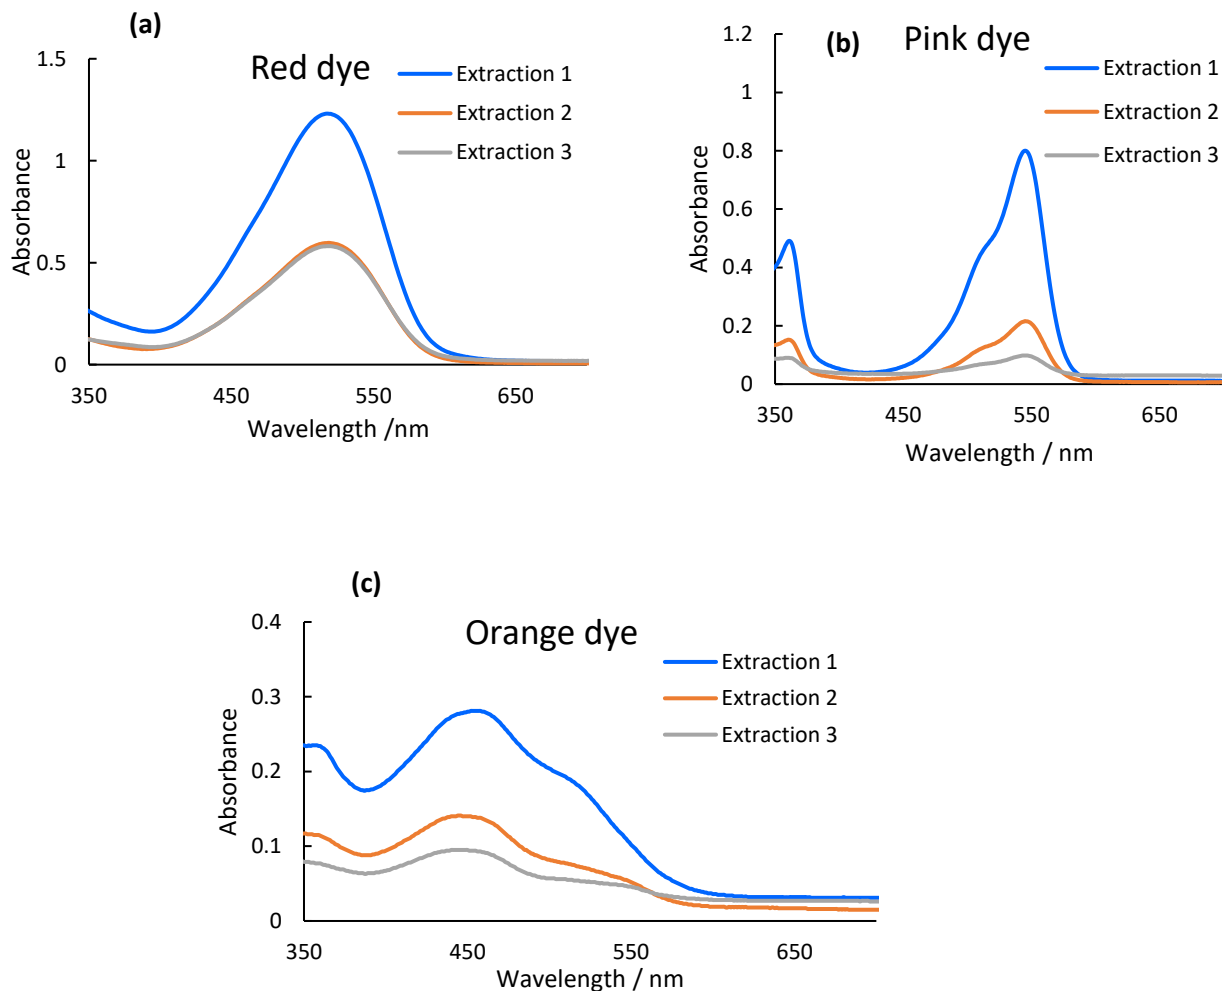 (a)
Red dye
1.5
1
0.5
0
Absorbance
Extraction 1
Extraction 2
Extraction 3
350
450
550
650
Wavelength /nm
(b)
Pink dye
1.2
1
0.8
0.6
0.4
0.2
0
Absorbance
Extraction 1
Extraction 2
Extraction 3
350
450
550
650
Wavelength / nm
(c)
Orange dye
0.4
0.3
0.2
0.1
0
Absorbance
Extraction 1
Extraction 2
Extraction 3
350
450
550
650
Wavelength / nm